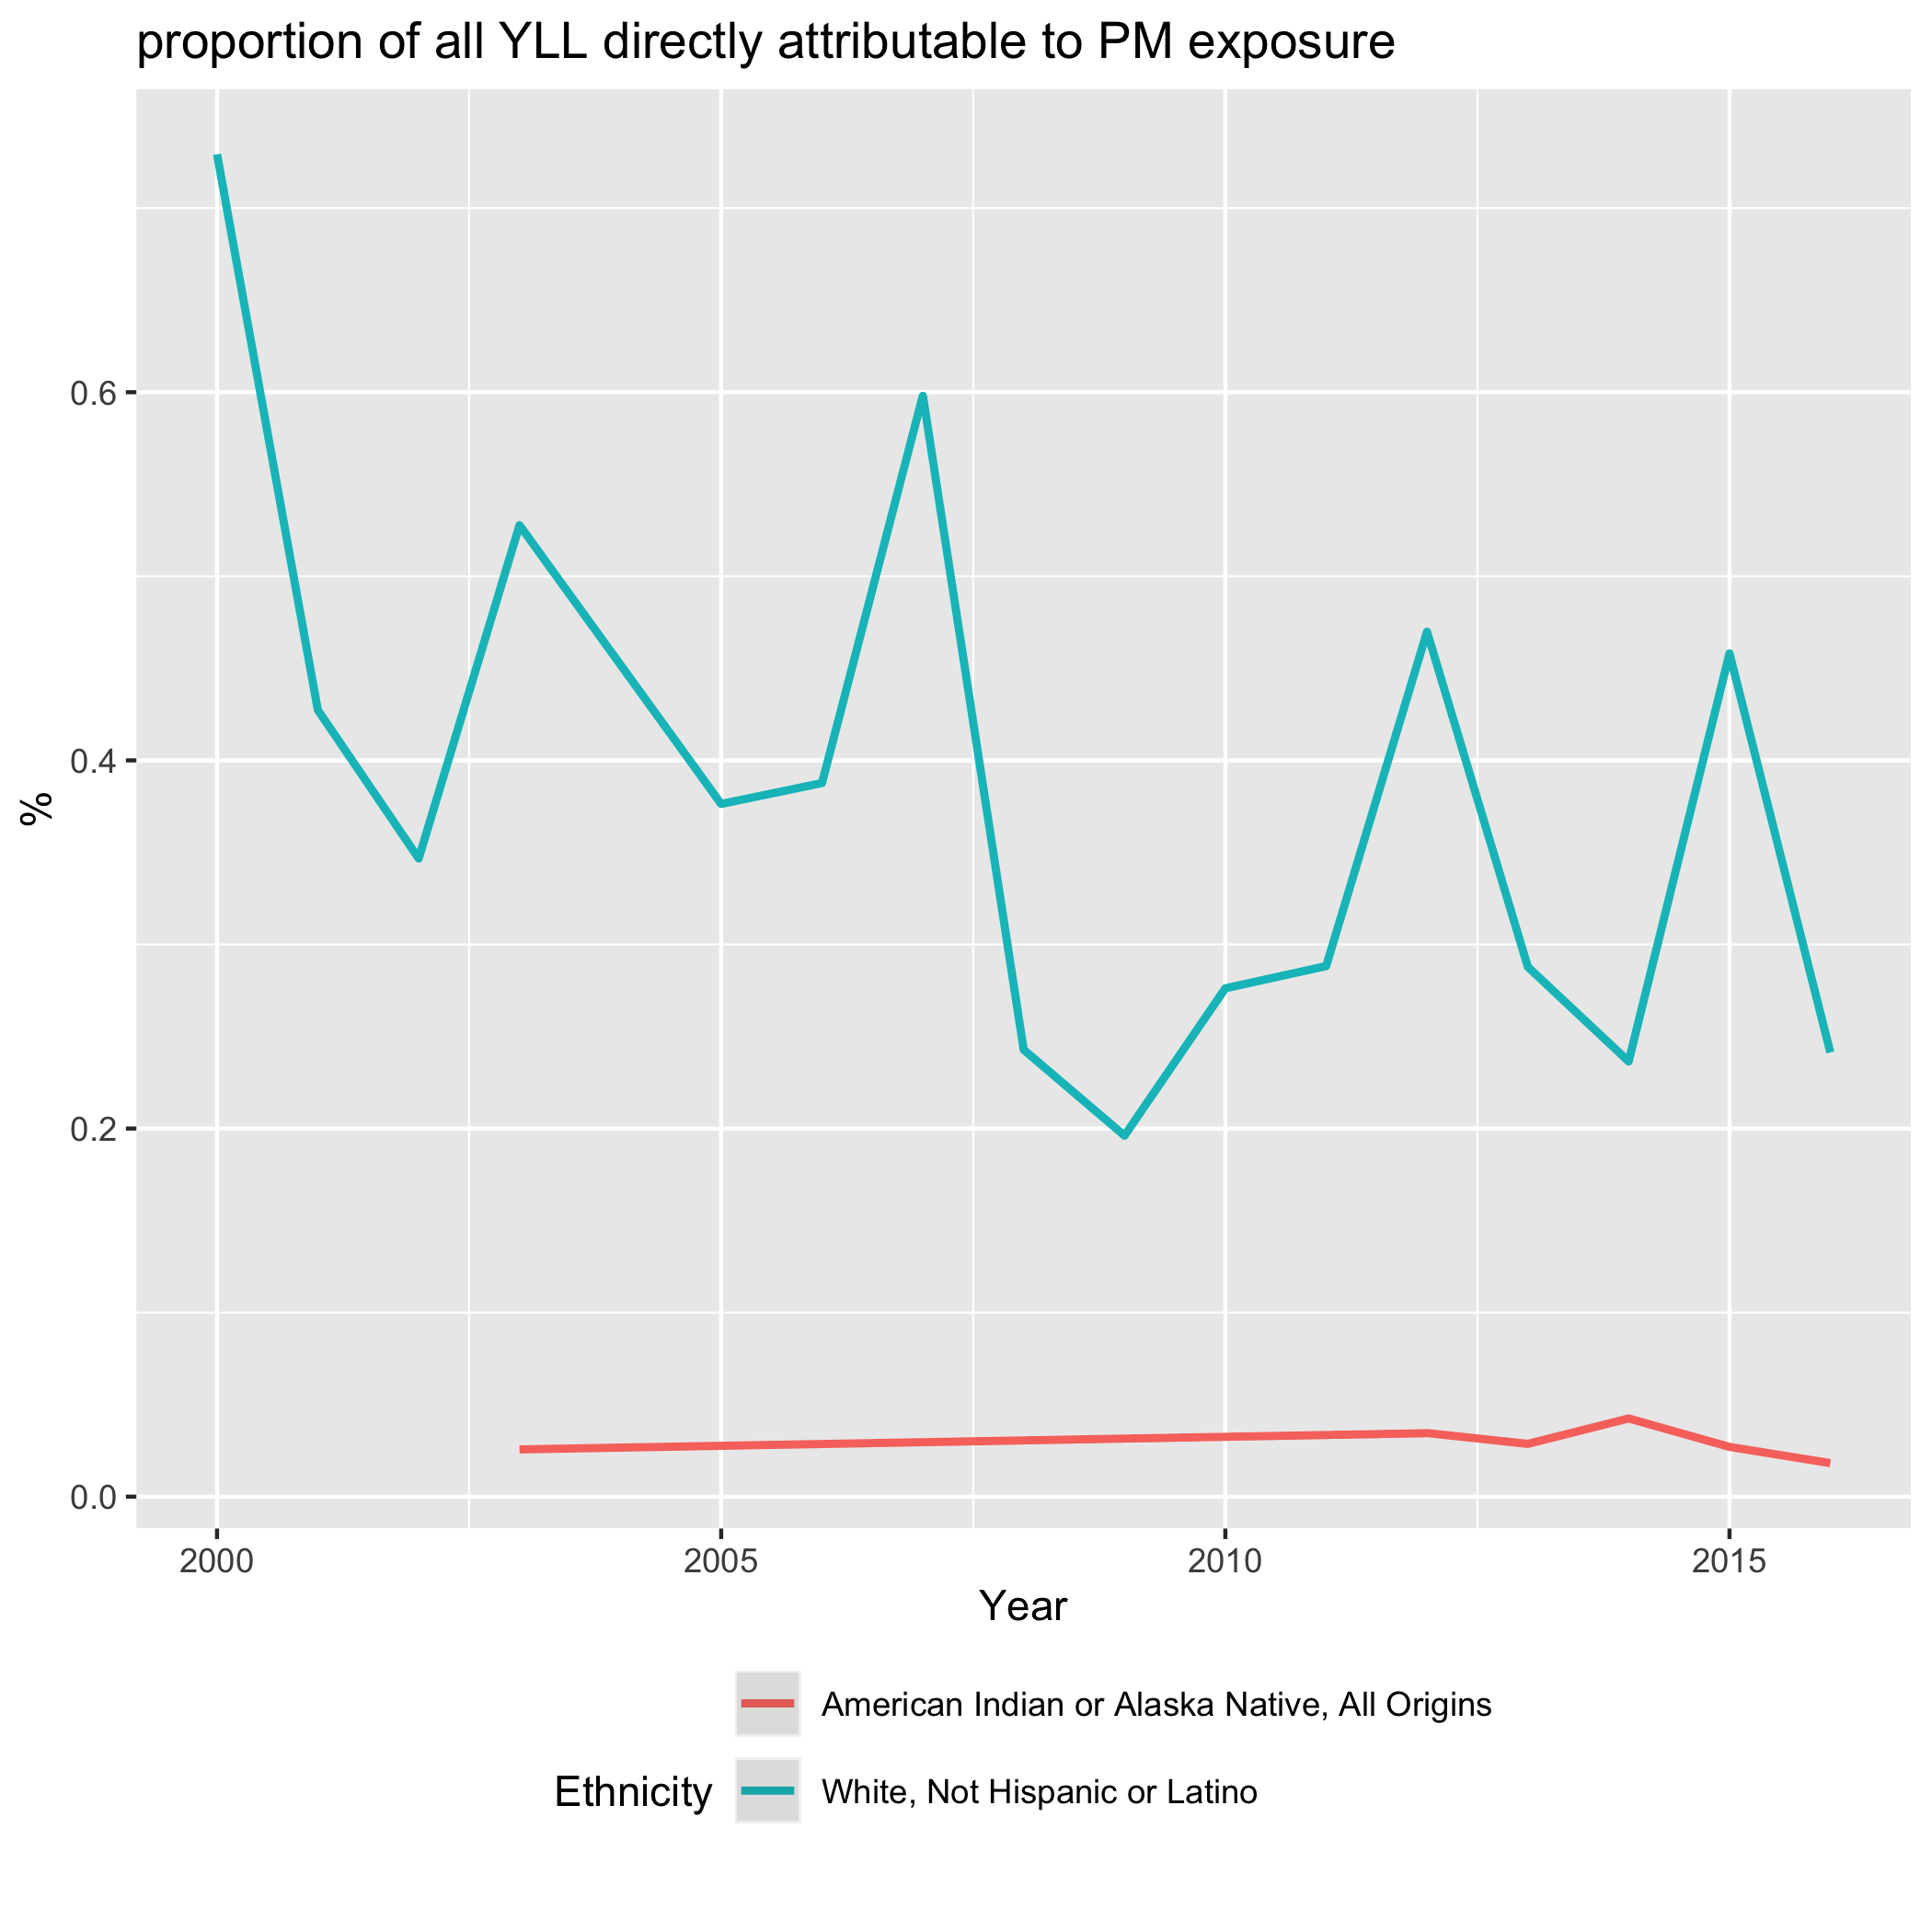 proportion of all YLL directly attributable to PM exposure
%
0.6
0.4
0.2
0.0
2000 2005 2010 2015
Year
Ethnicity
American Indian or Alaska Native, All Origins
White, Not Hispanic or Latino